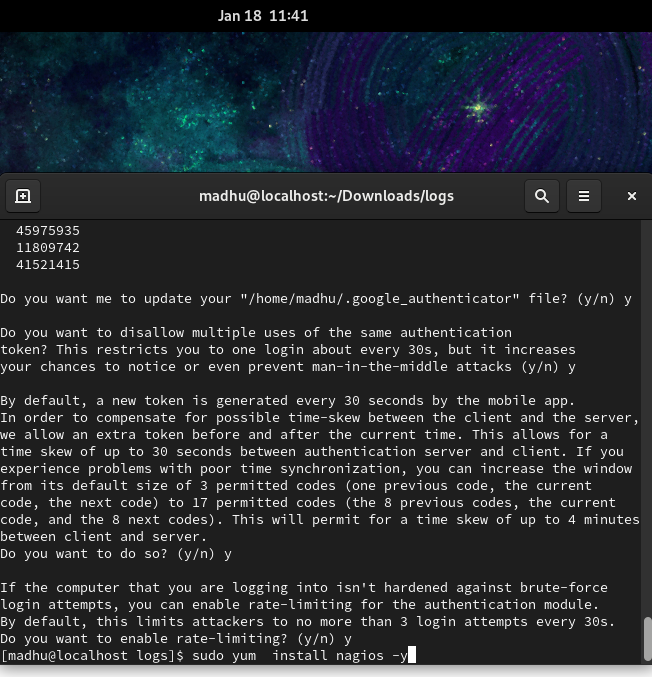 Jan 18 11:41
madhu@localhost:~/Downloads/logs
45975935
11809742
41521415
Do you want me to update your "/home/madhu/.google_authenticator" file? (y/n) y
Do you want to disallow multiple uses of the same authentication
token? This restricts you to one login about every 30s, but it increases
your chances to notice or even prevent man-in-the-middle attacks (y/n) y
By default, a new token is generated every 30 seconds by the mobile app.
In order to compensate for possible time-skew between the client and the server,
we allow an extra token before and after the current time. This allows for a
time skew of up to 30 seconds between authentication server and client. If you
experience problems with poor time synchronization, you can increase the window
from its default size of 3 permitted codes (one previous code, the current
code, the next code) to 17 permitted codes (the 8 previous codes, the current
code, and the 8 next codes). This will permit for a time skew of up to 4 minutes
between client and server.
Do you want to do so? (y/n) y
If the computer that you are logging into isn't hardened against brute-force
login attempts, you can enable rate-limiting for the authentication module.
By default, this limits attackers to no more than 3 login attempts every 30s.
Do you want to enable rate-limiting? (y/n) y
[madhu@localhost logs]$ sudo yum  install nagios -y